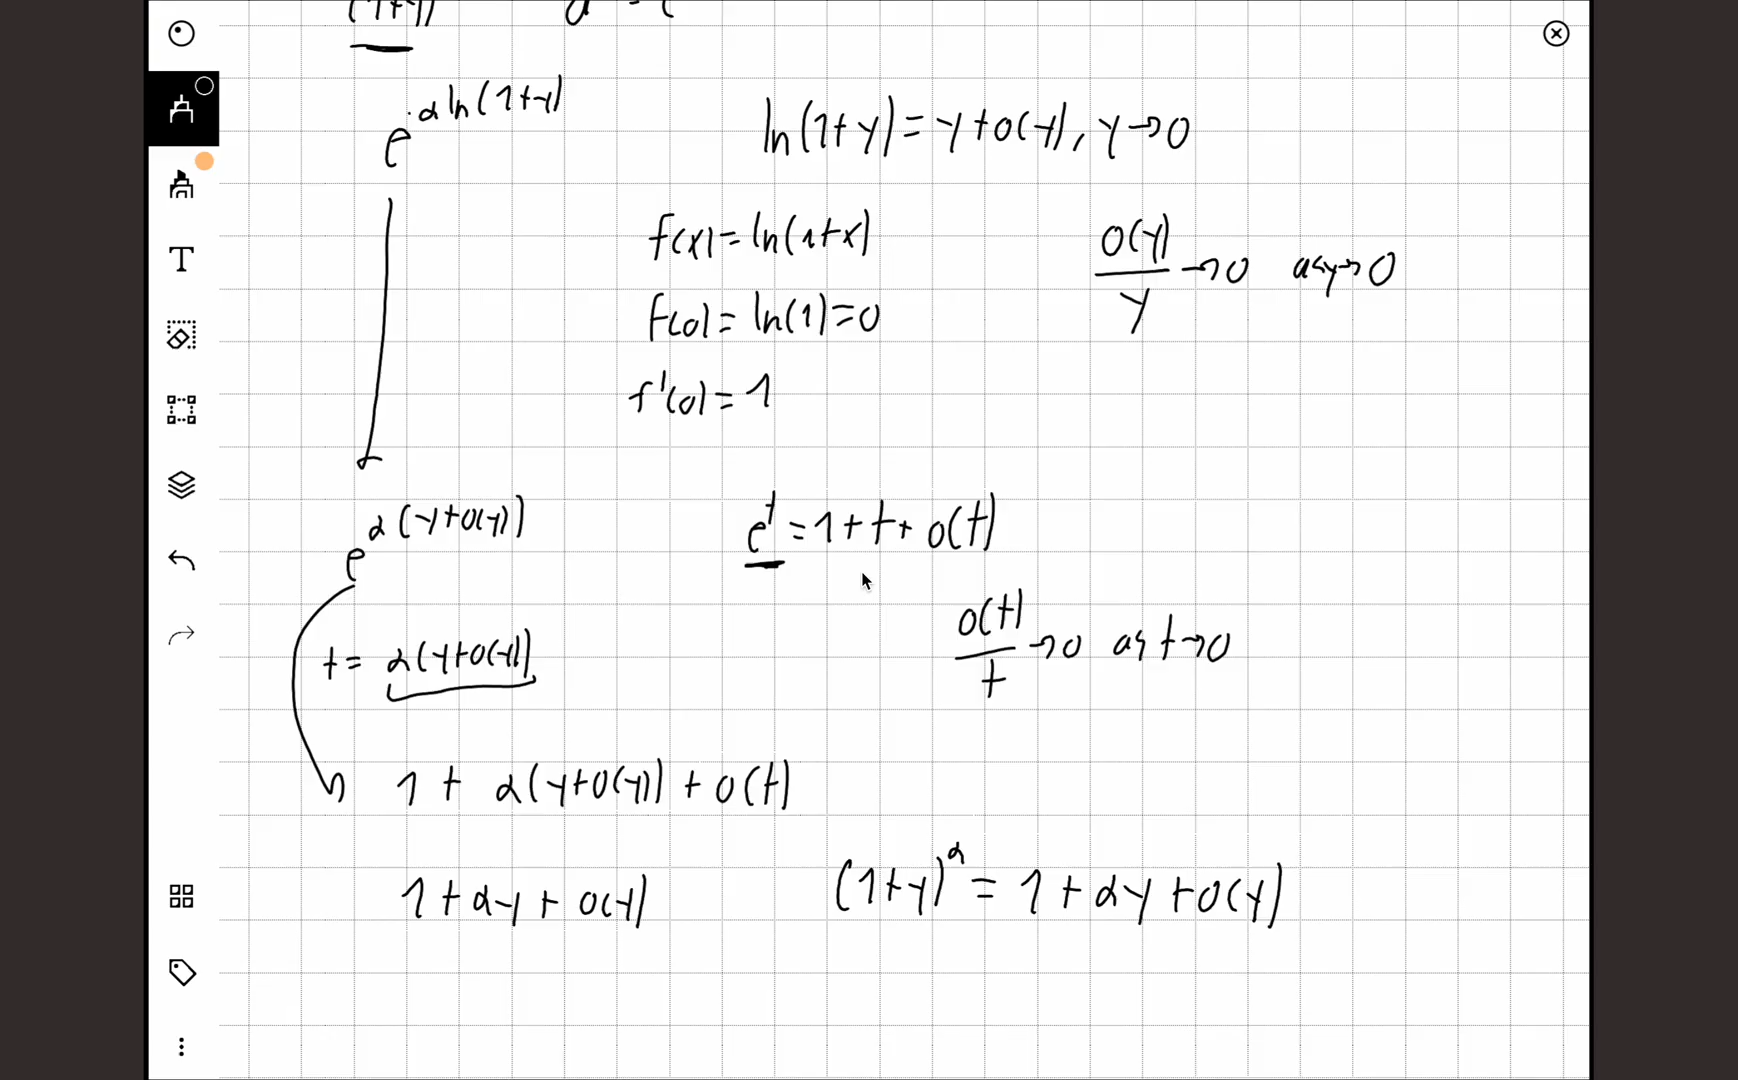 (1+y)
e^{α ln(1+y)}
ln(1+y) = y + o(y), y → 0
f(x) = ln(1+x)
o(y)/y → 0 as y → 0
f(0) = ln(1) = 0
f'(0) = 1
e^{α(y+o(y))}
e^t = 1 + t + o(t)
o(t)/t → 0 as t → 0
t = α(y+o(y))
1 + α(y+o(y)) + o(t)
1 + αy + o(y)
(1+y)^α = 1 + αy + o(y)
T